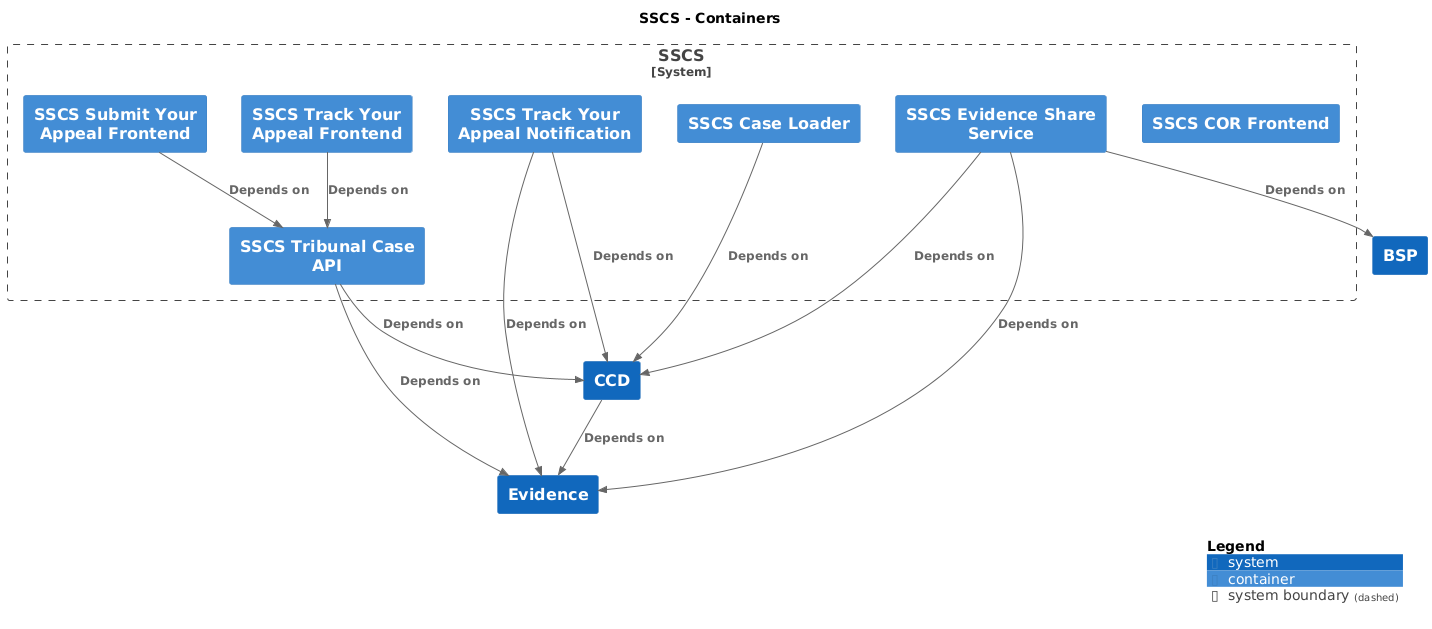 SSCS - Containers
SSCS
[System]
SSCS Submit Your
Appeal Frontend
SSCS Track Your
Appeal Frontend
SSCS Track Your
Appeal Notification
SSCS Case Loader
SSCS Evidence Share
Service
SSCS COR Frontend
Depends on
Depends on
Depends on
SSCS Tribunal Case
API
Depends on
Depends on
Depends on
BSP
Depends on
Depends on
Depends on
CCD
Depends on
Depends on
Evidence
Legend
system
container
system boundary (dashed)